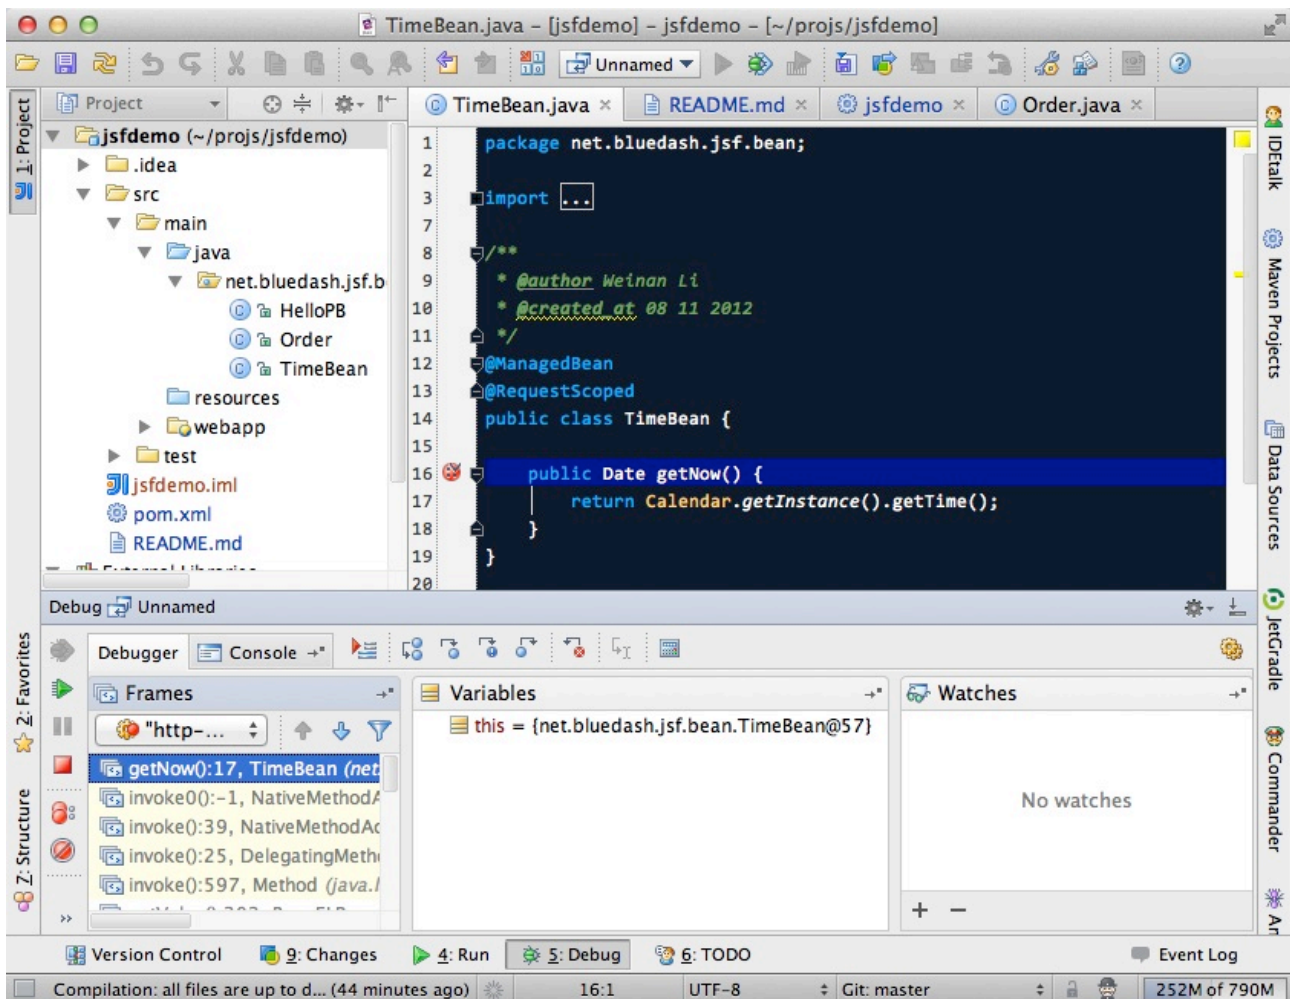 TimeBean.java – [jsfdemo] – jsfdemo – [~/projs/jsfdemo]
Unnamed
1: Project
Project
TimeBean.java
README.md
jsfdemo
Order.java
jsfdemo (~/projs/jsfdemo)
.idea
src
main
java
net.bluedash.jsf.b
HelloPB
Order
TimeBean
resources
webapp
test
jsfdemo.iml
pom.xml
README.md
1 package net.bluedash.jsf.bean;
2
3 import ...
7
8 /**
9 * @author Weinan Li
10 * @created_at 08 11 2012
11 */
12 @ManagedBean
13 @RequestScoped
14 public class TimeBean {
15
16 public Date getNow() {
17 return Calendar.getInstance().getTime();
18 }
19 }
20
IDEtalk
Maven Projects
Data Sources
JetGradle
Commander
An
2: Favorites
Z: Structure
Debug Unnamed
Debugger
Console
Frames
Variables
Watches
"http-...
this = {net.bluedash.jsf.bean.TimeBean@57}
getNow():17, TimeBean (net.
invoke0():-1, NativeMethodA
invoke():39, NativeMethodAc
invoke():25, DelegatingMeth
invoke():597, Method (java.l
No watches
Version Control
9: Changes
4: Run
5: Debug
6: TODO
Event Log
Compilation: all files are up to d... (44 minutes ago)
16:1
UTF-8
Git: master
252M of 790M